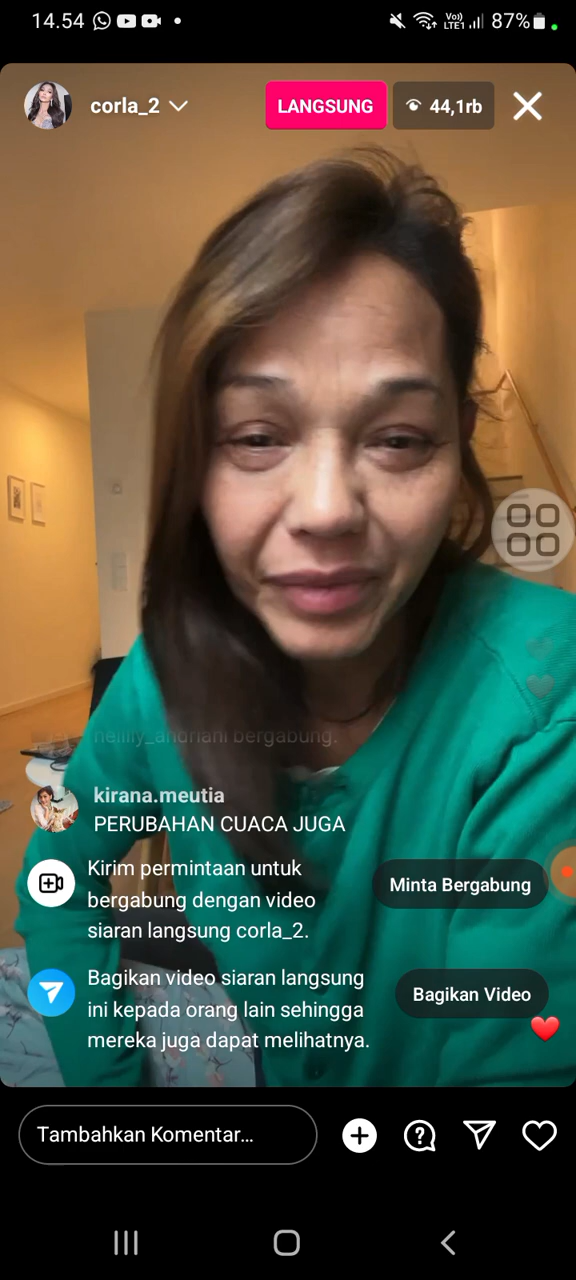 14.54
Vo))
LTE1
87%
corla_2
LANGSUNG
44,1rb
neiilly_andriani bergabung.
kirana.meutia
PERUBAHAN CUACA JUGA
Kirim permintaan untuk
bergabung dengan video
siaran langsung corla_2.
Minta Bergabung
Bagikan video siaran langsung
ini kepada orang lain sehingga
mereka juga dapat melihatnya.
Bagikan Video
Tambahkan Komentar...